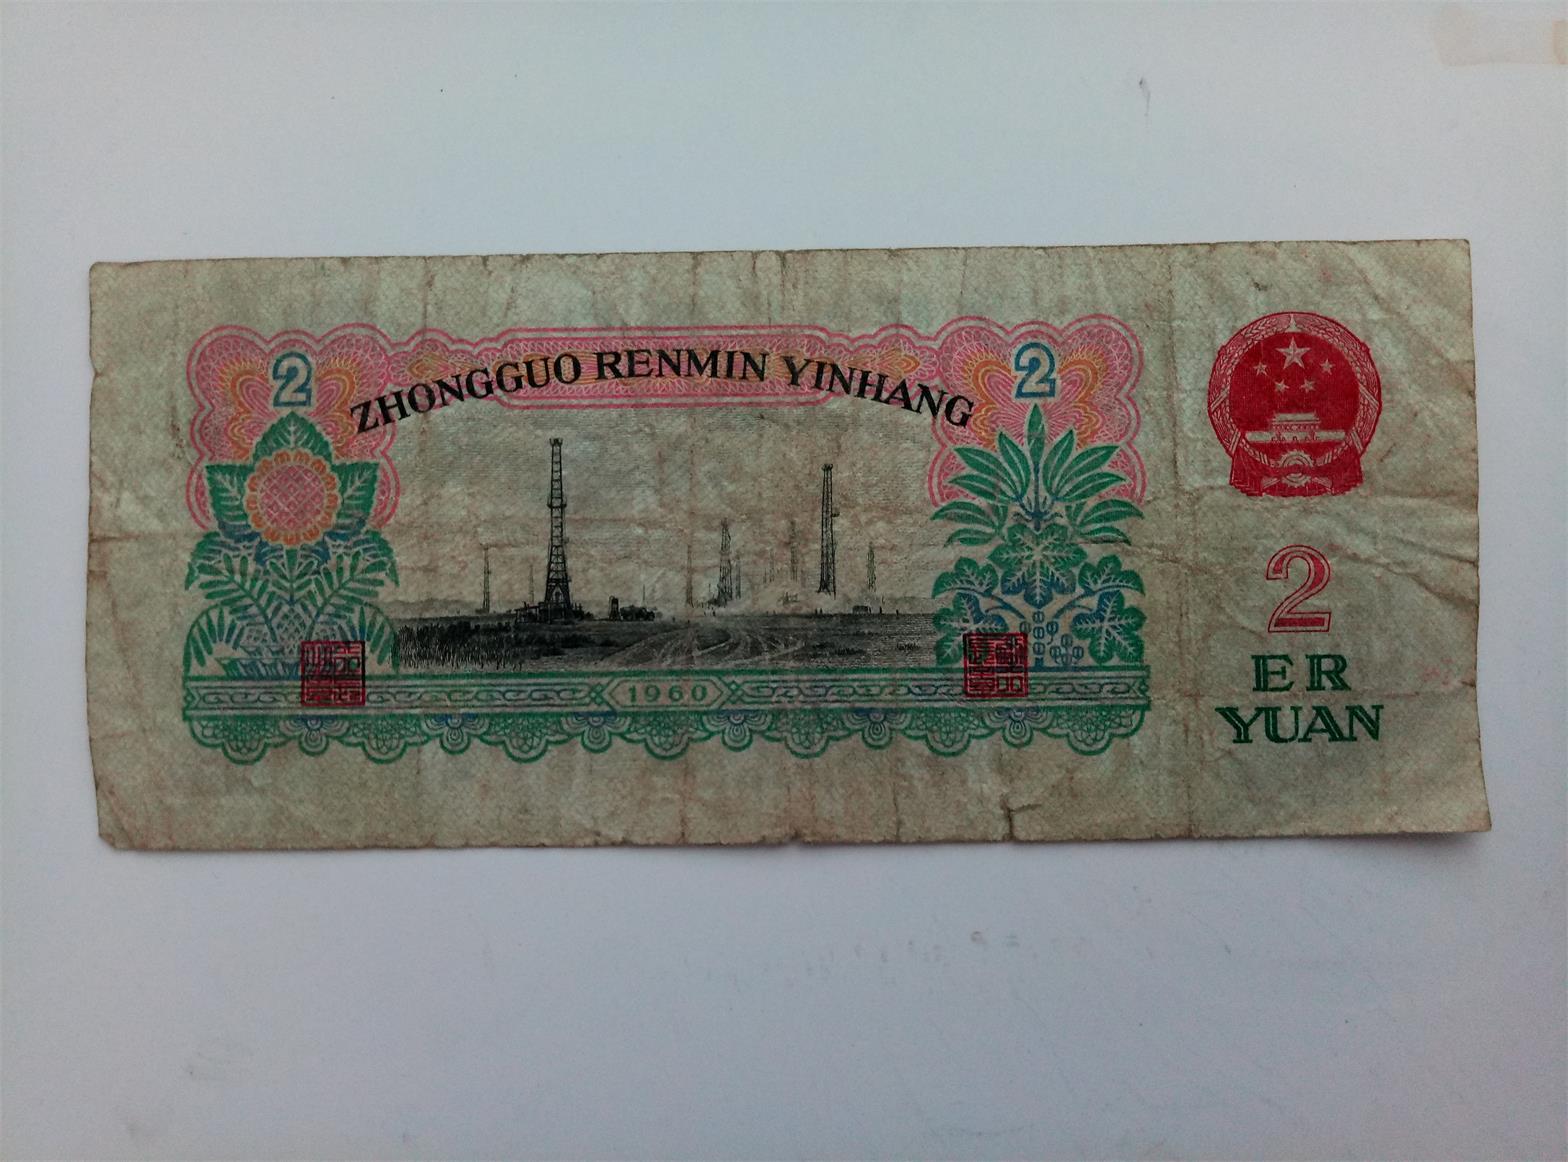 2
2
ZHONGGUO RENMIN YINHANG
1960
2
ER
YUAN